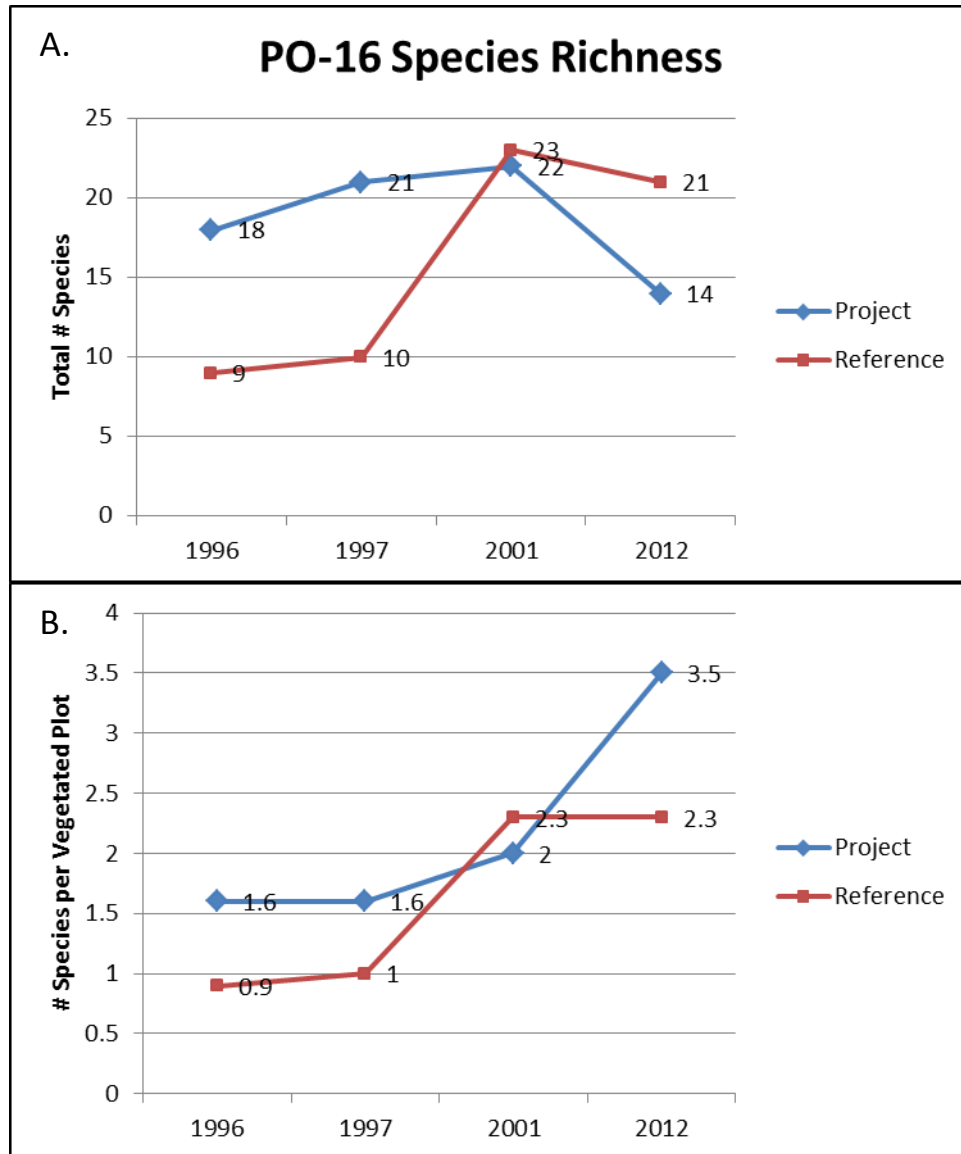 A.
PO-16 Species Richness
Total # Species
25
20
15
10
5
0
18
21
22
14
9
10
23
21
1996 1997 2001 2012
Project
Reference
B.
# Species per Vegetated Plot
4
3.5
3
2.5
2
1.5
1
0.5
0
1.6
1.6
2
3.5
0.9
1
2.3
2.3
1996 1997 2001 2012
Project
Reference